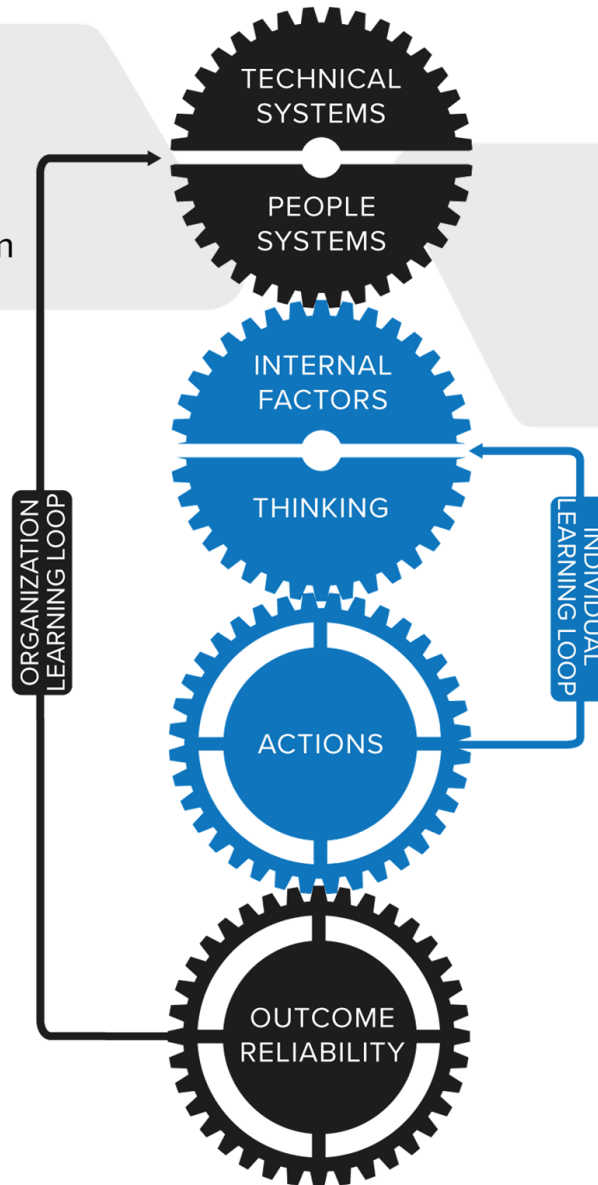 TECHNICAL
SYSTEMS
PEOPLE
SYSTEMS
INTERNAL
FACTORS
THINKING
ORGANIZATION
LEARNING LOOP
INDIVIDUAL
LEARNING LOOP
ACTIONS
OUTCOME
RELIABILITY